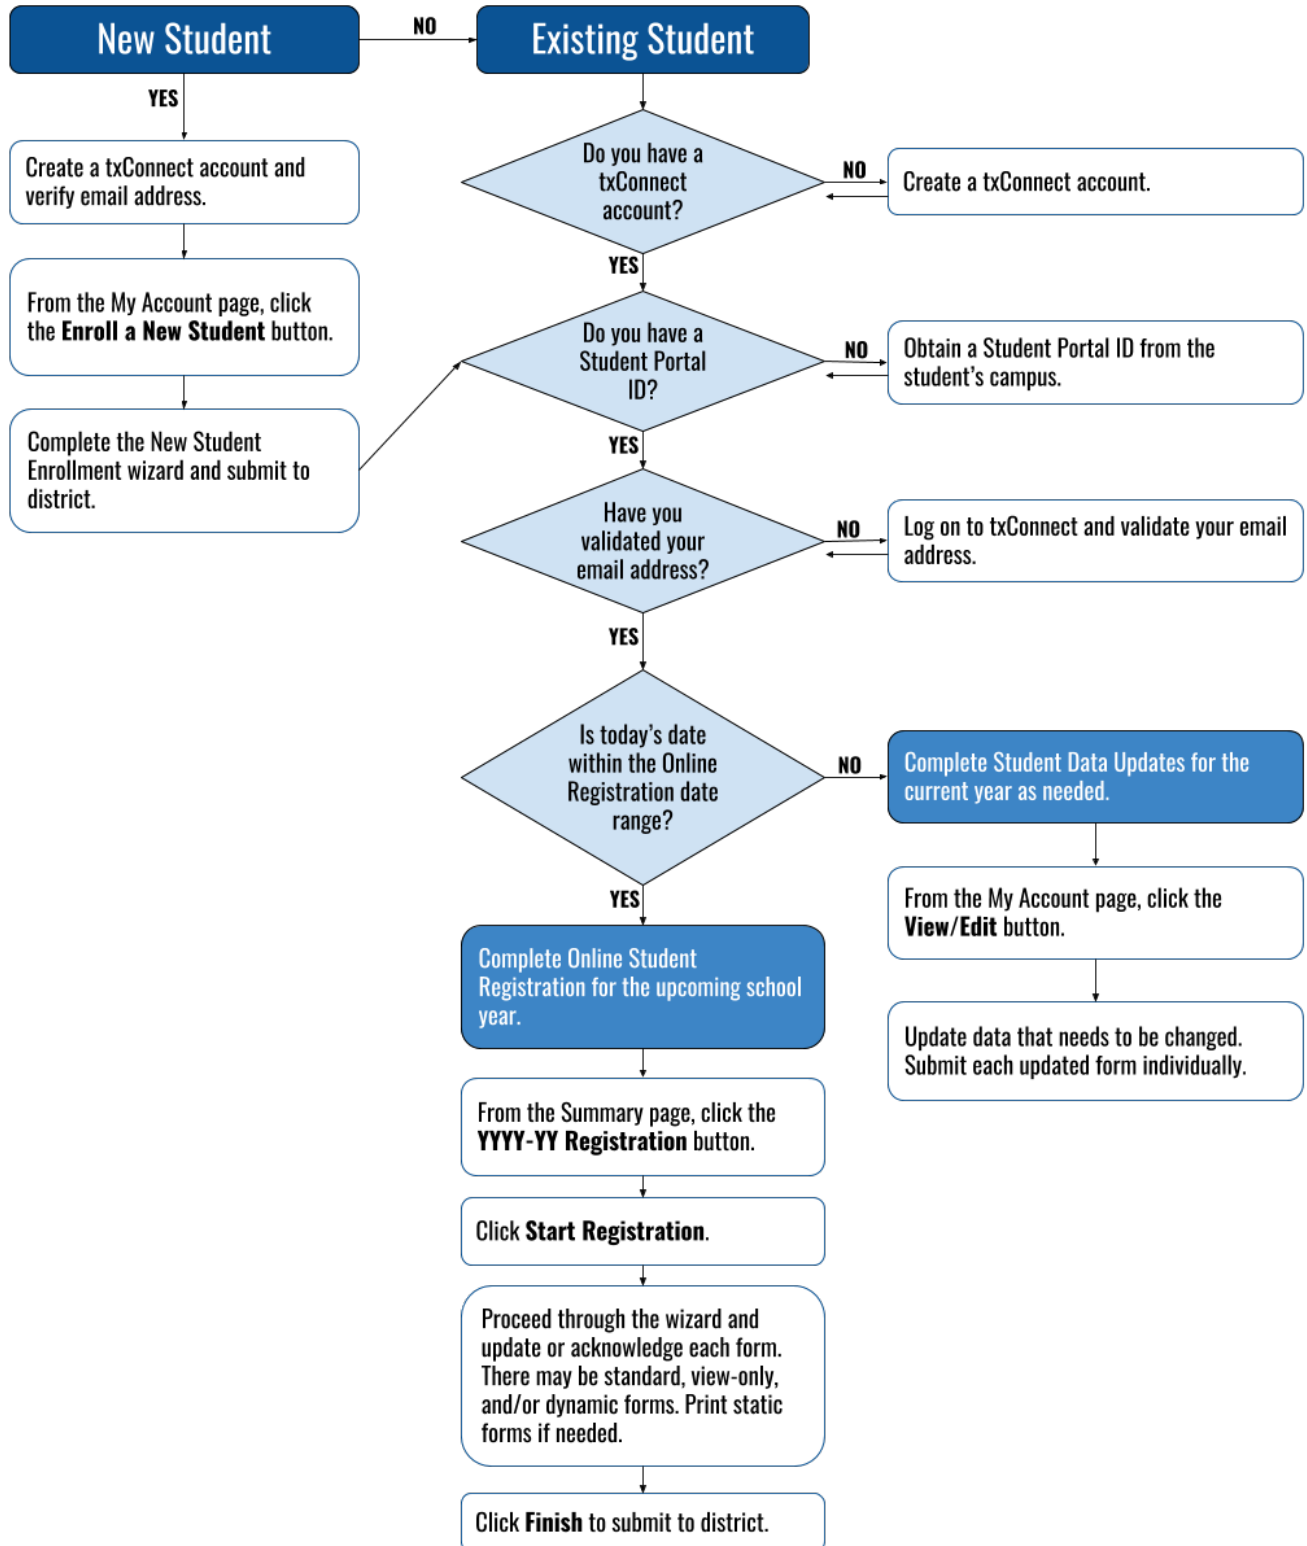 New Student
NO
Existing Student
YES
Create a txConnect account and
verify email address.
From the My Account page, click
the Enroll a New Student button.
Complete the New Student
Enrollment wizard and submit to
district.
Do you have a
txConnect
account?
NO
Create a txConnect account.
YES
Do you have a
Student Portal
ID?
NO
Obtain a Student Portal ID from the
student's campus.
YES
Have you
validated your
email address?
NO
Log on to txConnect and validate your email
address.
YES
Is today's date
within the Online
Registration date
range?
NO
Complete Student Data Updates for the
current year as needed.
From the My Account page, click the
View/Edit button.
Update data that needs to be changed.
Submit each updated form individually.
YES
Complete Online Student
Registration for the upcoming school
year.
From the Summary page, click the
YYYY-YY Registration button.
Click Start Registration.
Proceed through the wizard and
update or acknowledge each form.
There may be standard, view-only,
and/or dynamic forms. Print static
forms if needed.
Click Finish to submit to district.